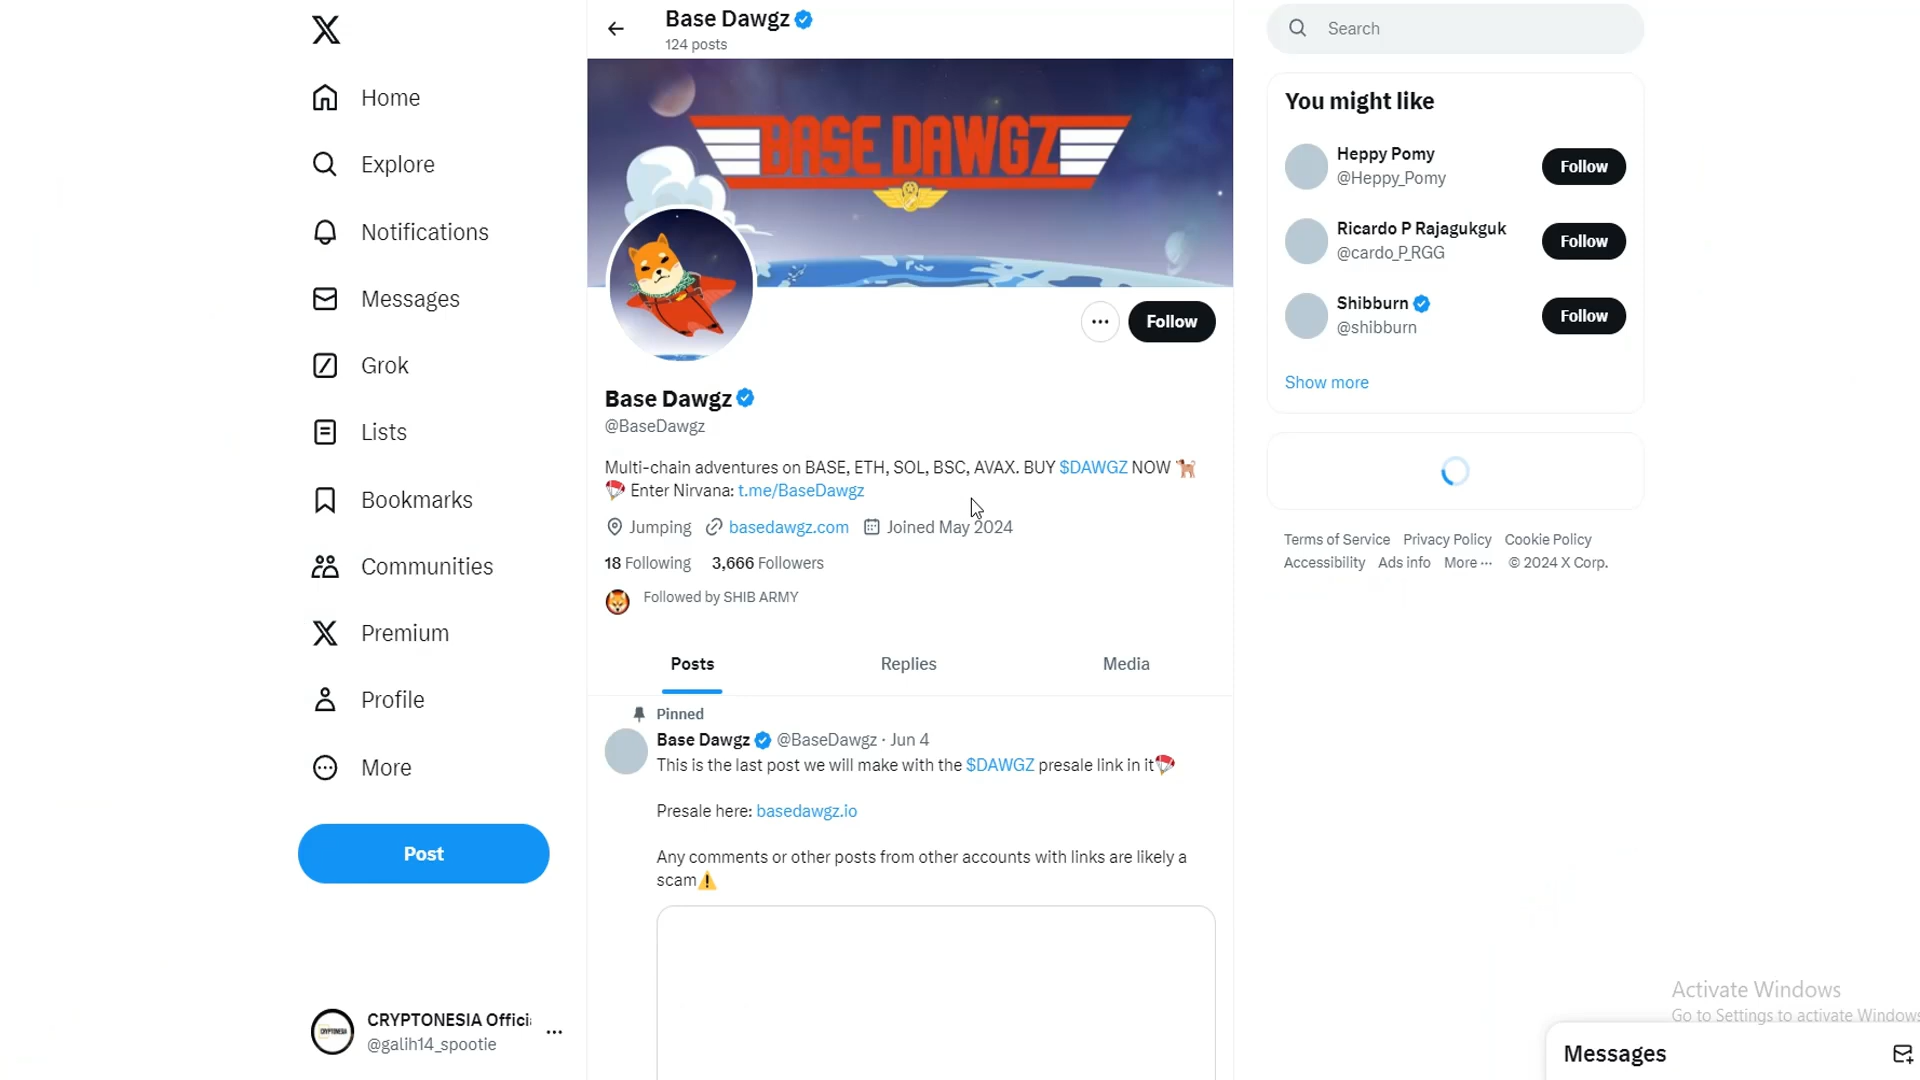 Home
Explore
Notifications
Messages
Grok
Lists
Bookmarks
Communities
Premium
Profile
More
Post
CRYPTONESIA Offici
@galih14_spootie
Base Dawgz
124 posts
BASE DAWGZ
Follow
Base Dawgz
@BaseDawgz
Multi-chain adventures on BASE, ETH, SOL, BSC, AVAX. BUY $DAWGZ NOW 🐕
🪂 Enter Nirvana: t.me/BaseDawgz
Jumping basedawgz.com Joined May 2024
18 Following 3,666 Followers
Followed by SHIB ARMY
Posts Replies Media
Pinned
Base Dawgz @BaseDawgz · Jun 4
This is the last post we will make with the $DAWGZ presale link in it🪂
Presale here: basedawgz.io
Any comments or other posts from other accounts with links are likely a
scam⚠️
Search
You might like
Heppy Pomy
@Heppy_Pomy
Follow
Ricardo P Rajagukguk
@cardo_P_RGG
Follow
Shibburn
@shibburn
Follow
Show more
Terms of Service Privacy Policy Cookie Policy
Accessibility Ads info More ··· © 2024 X Corp.
Activate Windows
Go to Settings to activate Windows
Messages